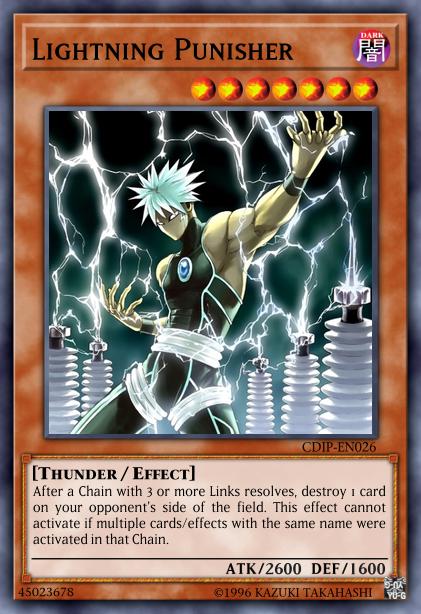 Lightning Punisher
DARK
闇
CDIP-EN026
[Thunder / Effect]
After a Chain with 3 or more Links resolves, destroy 1 card
on your opponent's side of the field. This effect cannot
activate if multiple cards/effects with the same name were
activated in that Chain.
ATK/2600 DEF/1600
45023678
©1996 KAZUKI TAKAHASHI